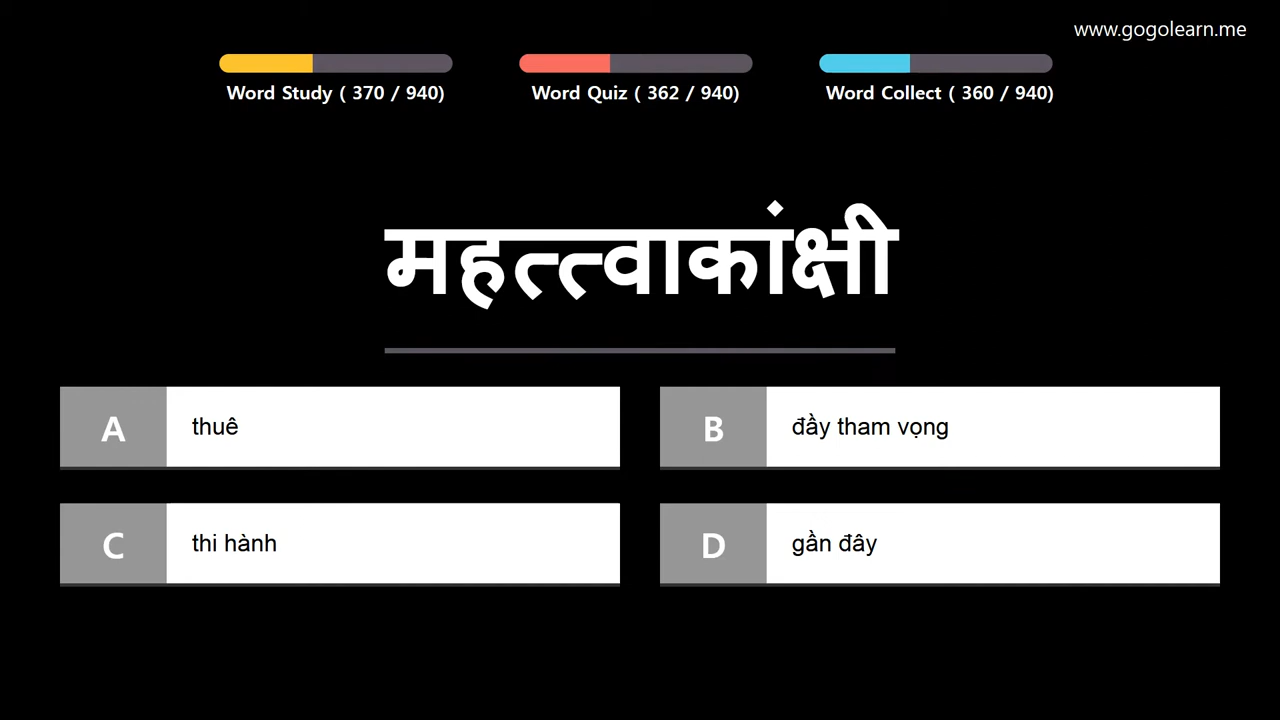 www.gogolearn.me
Word Study ( 370 / 940)
Word Quiz ( 362 / 940)
Word Collect ( 360 / 940)
महत्त्वाकांक्षी
A thuê
B đầy tham vọng
C thi hành
D gần đây